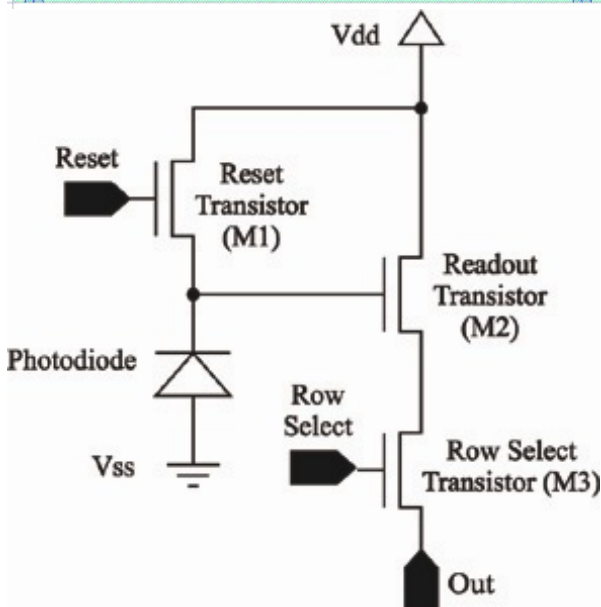 Vdd
Reset
Reset
Transistor
(M1)
Readout
Transistor
(M2)
Photodiode
Row
Select
Vss
Row Select
Transistor (M3)
Out